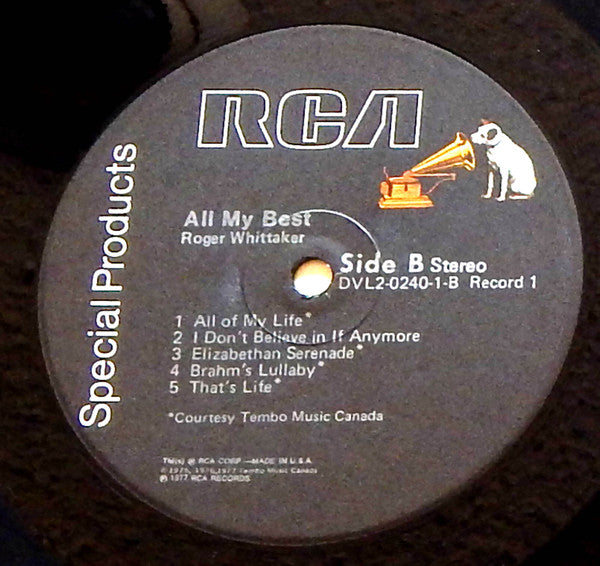 RCA
Special Products
All My Best
Roger Whittaker
Side B Stereo
DVL2-0240-1-B Record 1
1 All of My Life*
2 I Don't Believe in If Anymore
3 Elizabethan Serenade*
4 Brahm's Lullaby*
5 That's Life*
*Courtesy Tembo Music Canada
TM(s) ® RCA CORP.—MADE IN U.S.A.
© 1975, 1976, 1977 Tembo Music Canada
℗ 1977 RCA RECORDS